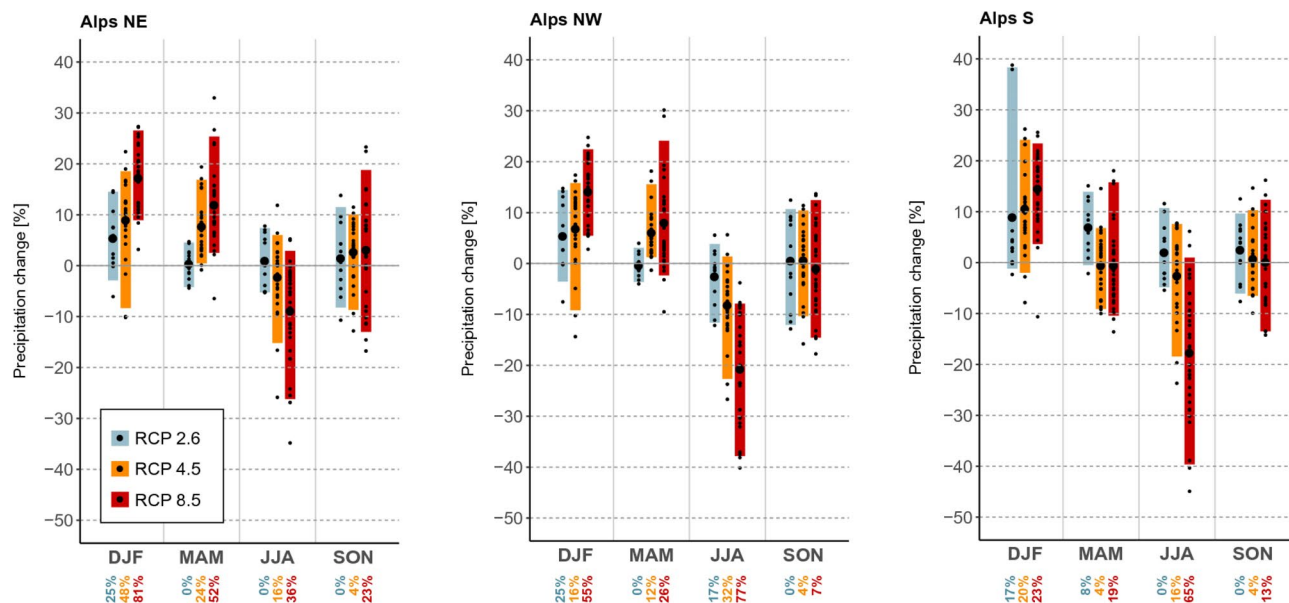 Alps NE
Precipitation change [%]
40
30
20
10
0
−10
−20
−30
−40
−50
RCP 2.6
RCP 4.5
RCP 8.5
DJF MAM JJA SON
25% 48% 81% 0% 24% 52% 0% 16% 36% 0% 4% 23%
Alps NW
Precipitation change [%]
40
30
20
10
0
−10
−20
−30
−40
−50
DJF MAM JJA SON
25% 16% 55% 0% 12% 26% 17% 32% 77% 0% 4% 7%
Alps S
Precipitation change [%]
40
30
20
10
0
−10
−20
−30
−40
−50
DJF MAM JJA SON
17% 20% 23% 8% 4% 19% 0% 16% 65% 0% 4% 13%